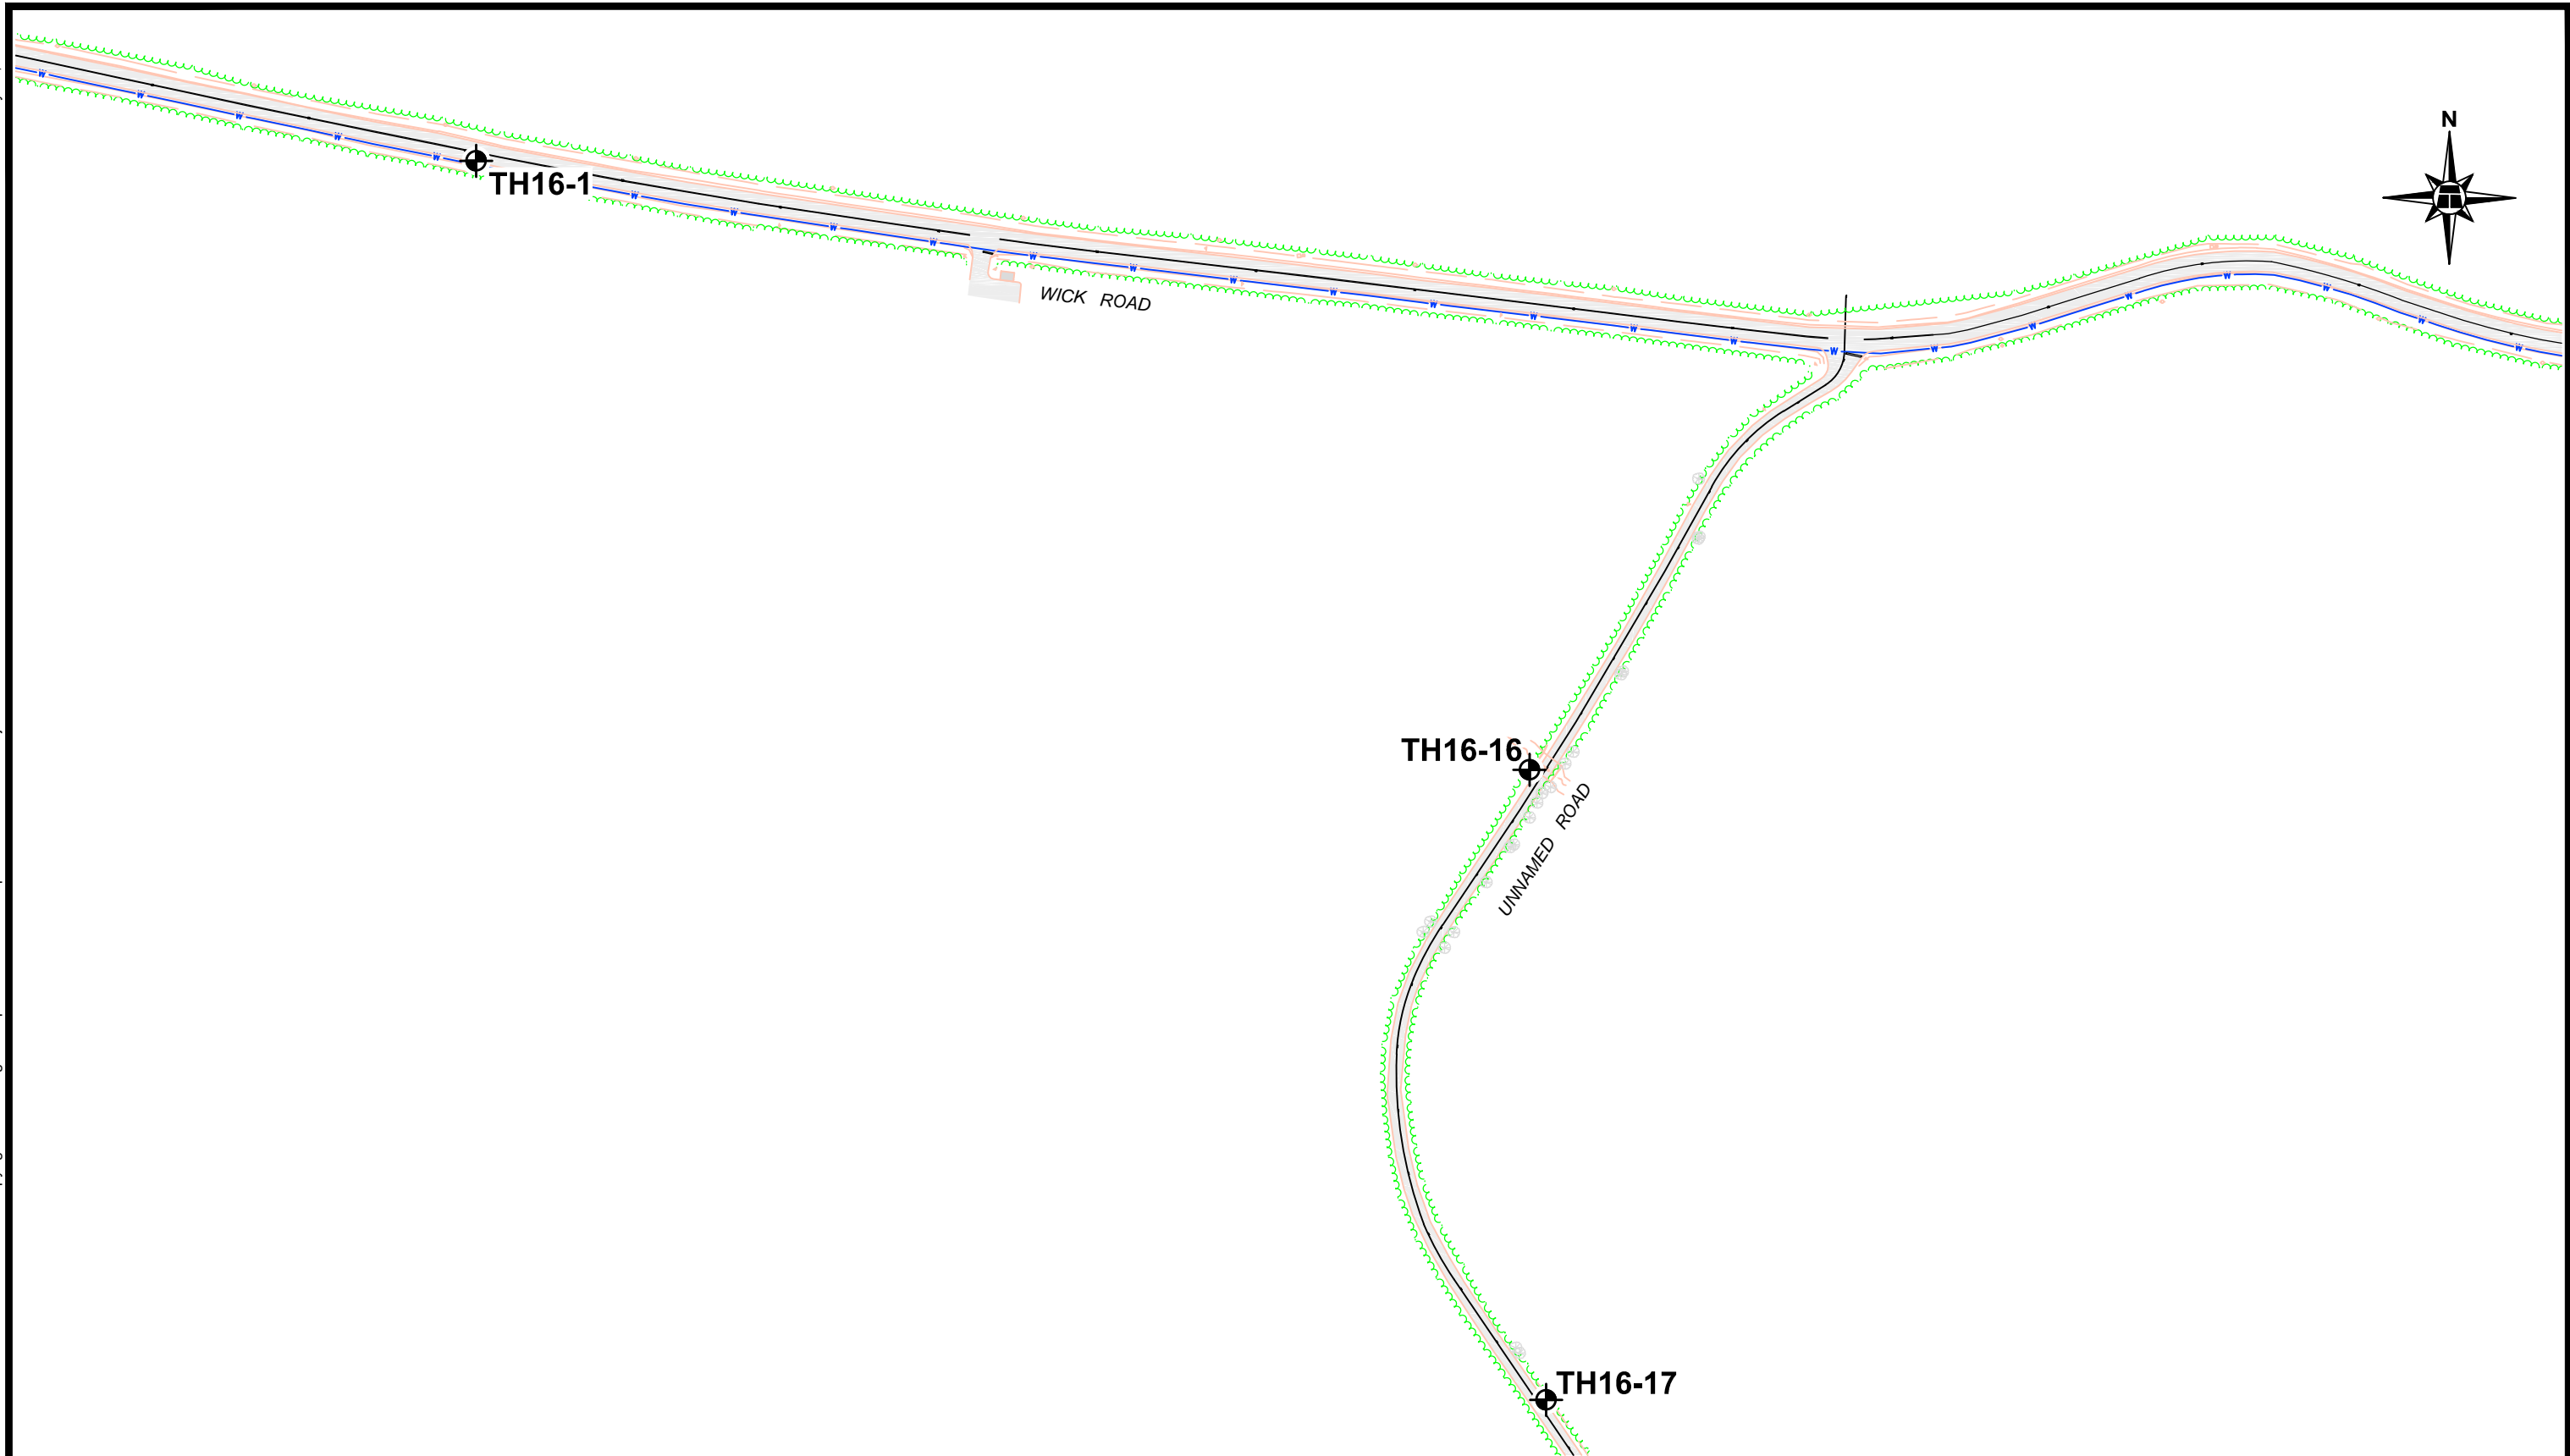 N
TH16-1
WICK ROAD
TH16-16
UNNAMED ROAD
TH16-17